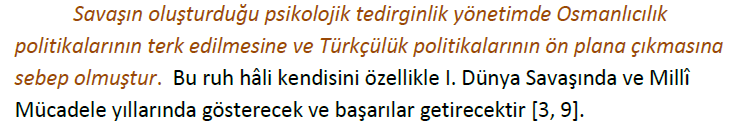 Savaşın oluşturduğu psikolojik tedirginlik yönetimde Osmanlıcılık
politikalarının terk edilmesine ve Türkçülük politikalarının ön plana çıkmasına
sebep olmuştur. Bu ruh hâli kendisini özellikle I. Dünya Savaşında ve Millî
Mücadele yıllarında gösterecek ve başarılar getirecektir [3, 9].